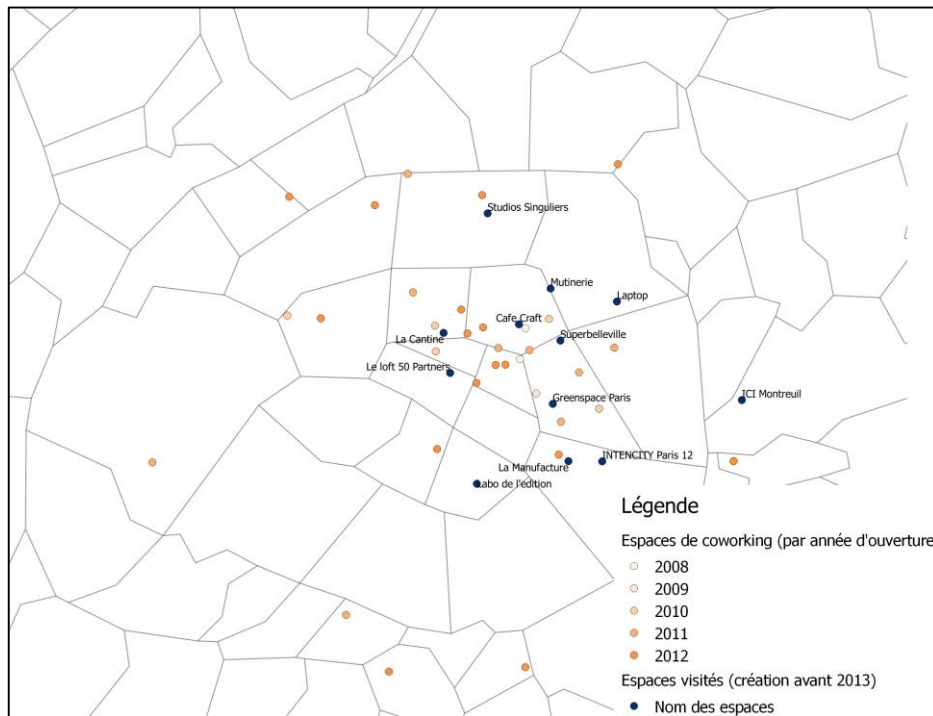 Studios Singuliers
Mutinerie
Laptop
Cafe Craft
La Cantine
Superbelleville
Le loft 50 Partners
ICI Montreuil
Greenspace Paris
La Manufacture
INTENCITY Paris 12
Labo de l'edition
Légende
Espaces de coworking (par année d'ouverture
2008
2009
2010
2011
2012
Espaces visités (création avant 2013)
Nom des espaces